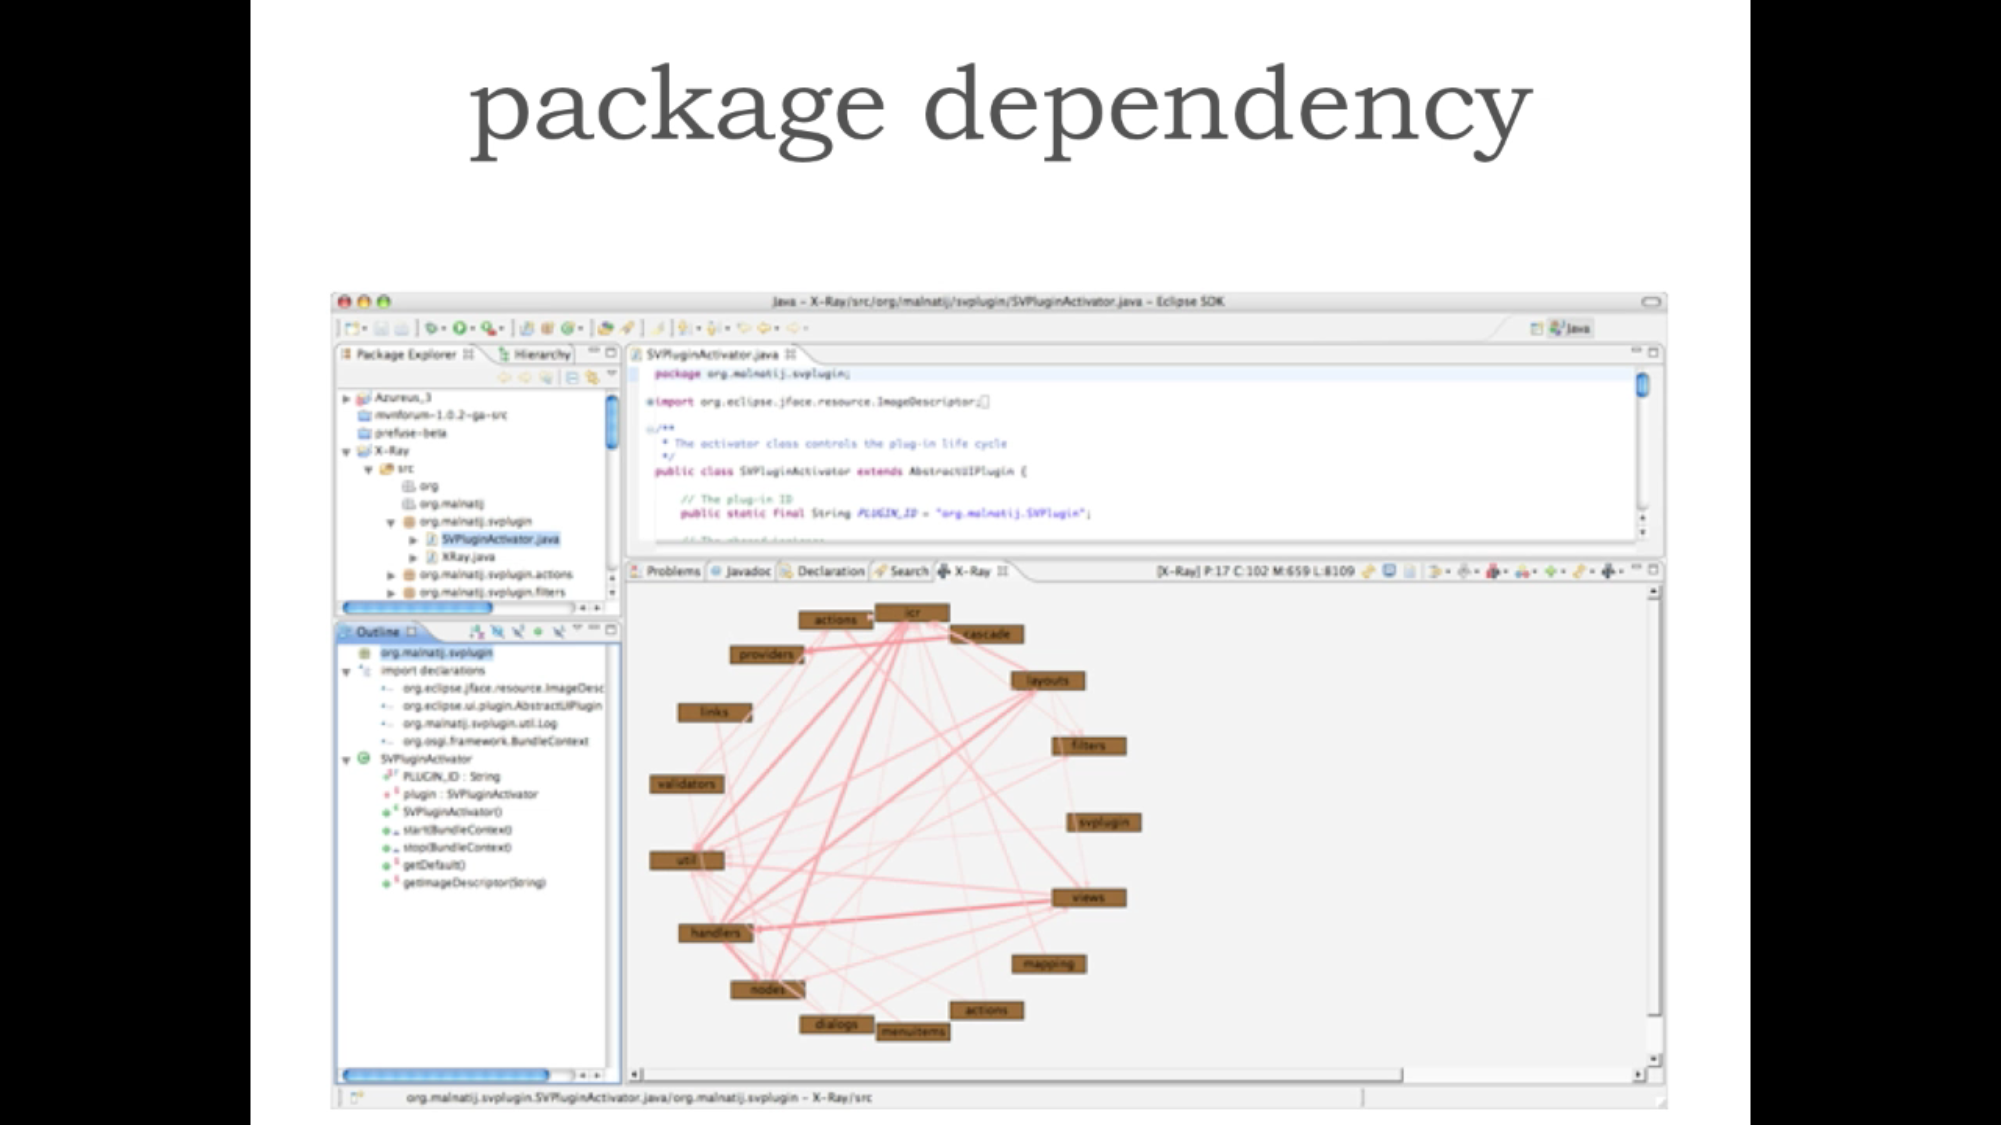 package dependency
Java - X-Ray/src/org/malnatij/svplugin/SVPluginActivator.java - Eclipse SDK
Java
Package Explorer
Hierarchy
Azureus_3
mvnforum-1.0.2-ga-src
prefuse-beta
X-Ray
src
org
org.malnatij
org.malnatij.svplugin
SVPluginActivator.java
XRay.java
org.malnatij.svplugin.actions
org.malnatij.svplugin.filters
SVPluginActivator.java
package org.malnatij.svplugin;
import org.eclipse.jface.resource.ImageDescriptor;
/**
* The activator class controls the plug-in life cycle
*/
public class SVPluginActivator extends AbstractUIPlugin {
// The plug-in ID
public static final String PLUGIN_ID = "org.malnatij.SVPlugin";
Outline
org.malnatij.svplugin
import declarations
org.eclipse.jface.resource.ImageDesc
org.eclipse.ui.plugin.AbstractUIPlugin
org.malnatij.svplugin.util.Log
org.osgi.framework.BundleContext
SVPluginActivator
PLUGIN_ID : String
plugin : SVPluginActivator
SVPluginActivator()
start(BundleContext)
stop(BundleContext)
getDefault()
getImageDescriptor(String)
Problems
Javadoc
Declaration
Search
X-Ray
[X-Ray] P:17 C:102 M:659 L:8109
icr
actions
cascade
providers
layouts
links
filters
validators
svplugin
util
views
handlers
mapping
nodes
actions
dialogs
menuitems
org.malnatij.svplugin.SVPluginActivator.java/org.malnatij.svplugin - X-Ray/src